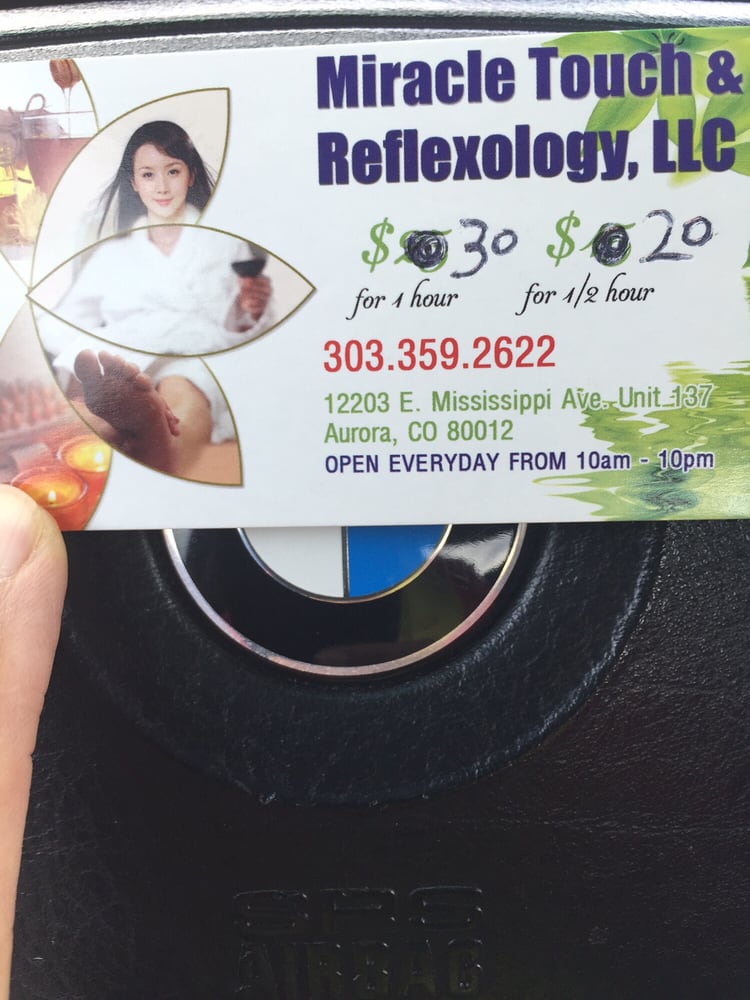 Miracle Touch &
Reflexology, LLC
$ 30 $ 20
for 1 hour for 1/2 hour
303.359.2622
12203 E. Mississippi Ave. Unit 137
Aurora, CO 80012
OPEN EVERYDAY FROM 10am - 10pm
SRS
AIRBAG